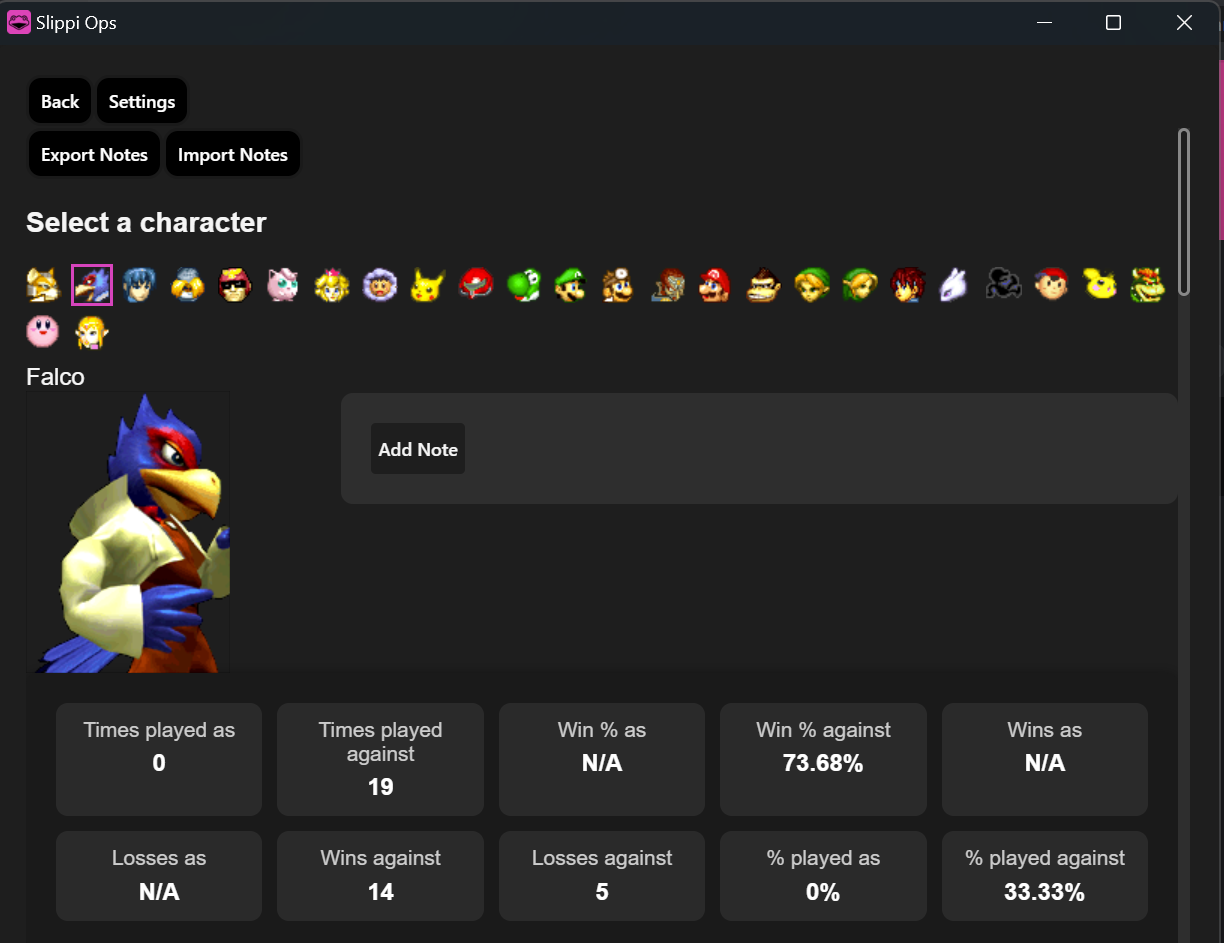 Slippi Ops
Back Settings
Export Notes Import Notes
Select a character
Falco
Add Note
Times played as
0
Times played
against
19
Win % as
N/A
Win % against
73.68%
Wins as
N/A
Losses as
N/A
Wins against
14
Losses against
5
% played as
0%
% played against
33.33%